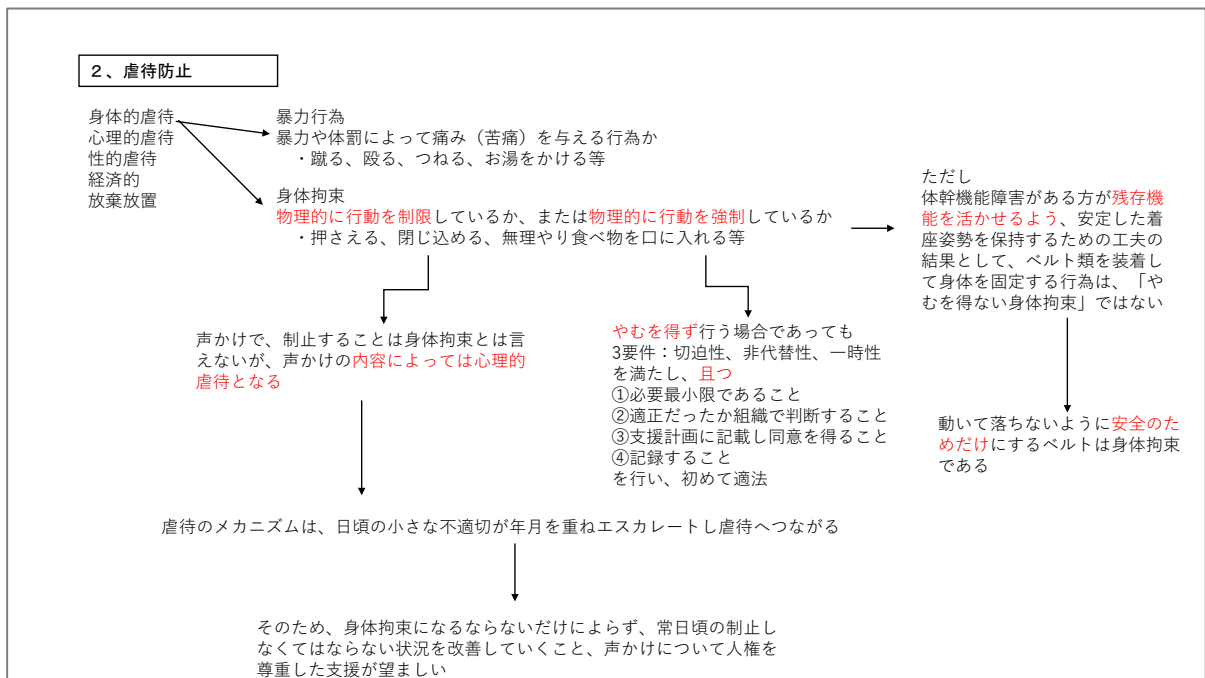 ２、虐待防止
身体的虐待
心理的虐待
性的虐待
経済的
放棄放置
暴力行為
暴力や体罰によって痛み（苦痛）を与える行為か
・蹴る、殴る、つねる、お湯をかける等
身体拘束
物理的に行動を制限しているか、または物理的に行動を強制しているか
・押さえる、閉じ込める、無理やり食べ物を口に入れる等
ただし
体幹機能障害がある方が残存機
能を活かせるよう、安定した着
座姿勢を保持するための工夫の
結果として、ベルト類を装着し
て身体を固定する行為は、「や
むを得ない身体拘束」ではない
声かけで、制止することは身体拘束とは言
えないが、声かけの内容によっては心理的
虐待となる
やむを得ず行う場合であっても
3要件：切迫性、非代替性、一時性
を満たし、且つ
①必要最小限であること
②適正だったか組織で判断すること
③支援計画に記載し同意を得ること
④記録すること
を行い、初めて適法
動いて落ちないように安全のた
めだけにするベルトは身体拘束
である
虐待のメカニズムは、日頃の小さな不適切が年月を重ねエスカレートし虐待へつながる
そのため、身体拘束になるならないだけによらず、常日頃の制止し
なくてはならない状況を改善していくこと、声かけについて人権を
尊重した支援が望ましい